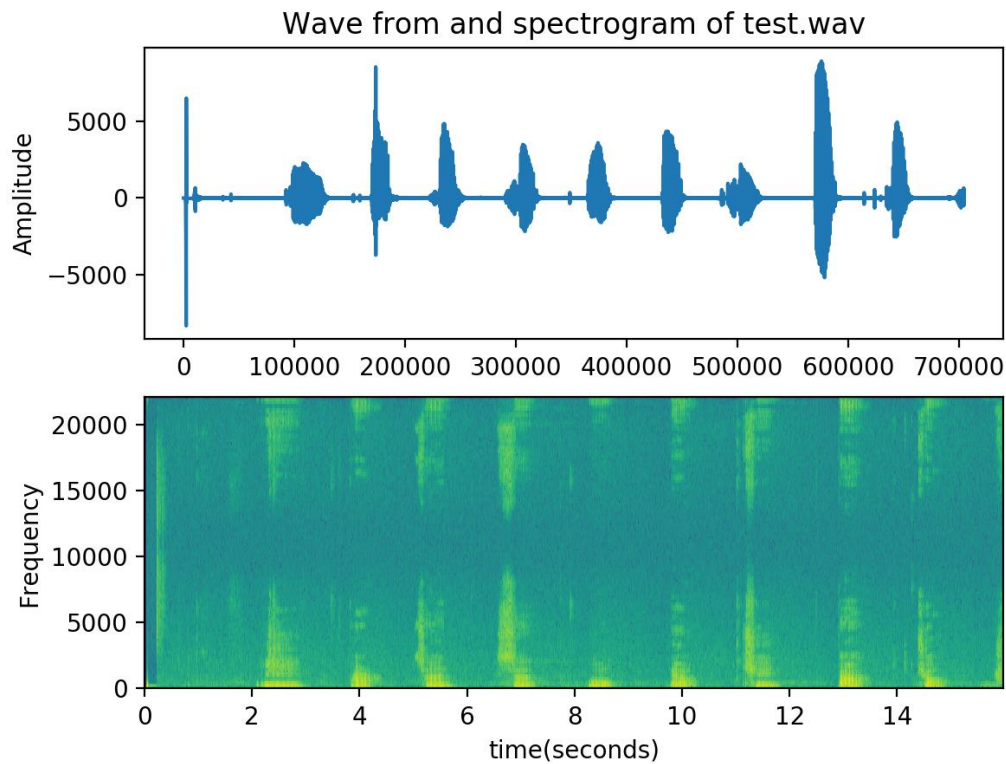 Wave from and spectrogram of test.wav
Amplitude
5000
0
−5000
0 100000 200000 300000 400000 500000 600000 700000
Frequency
20000
15000
10000
5000
0
0 2 4 6 8 10 12 14
time(seconds)